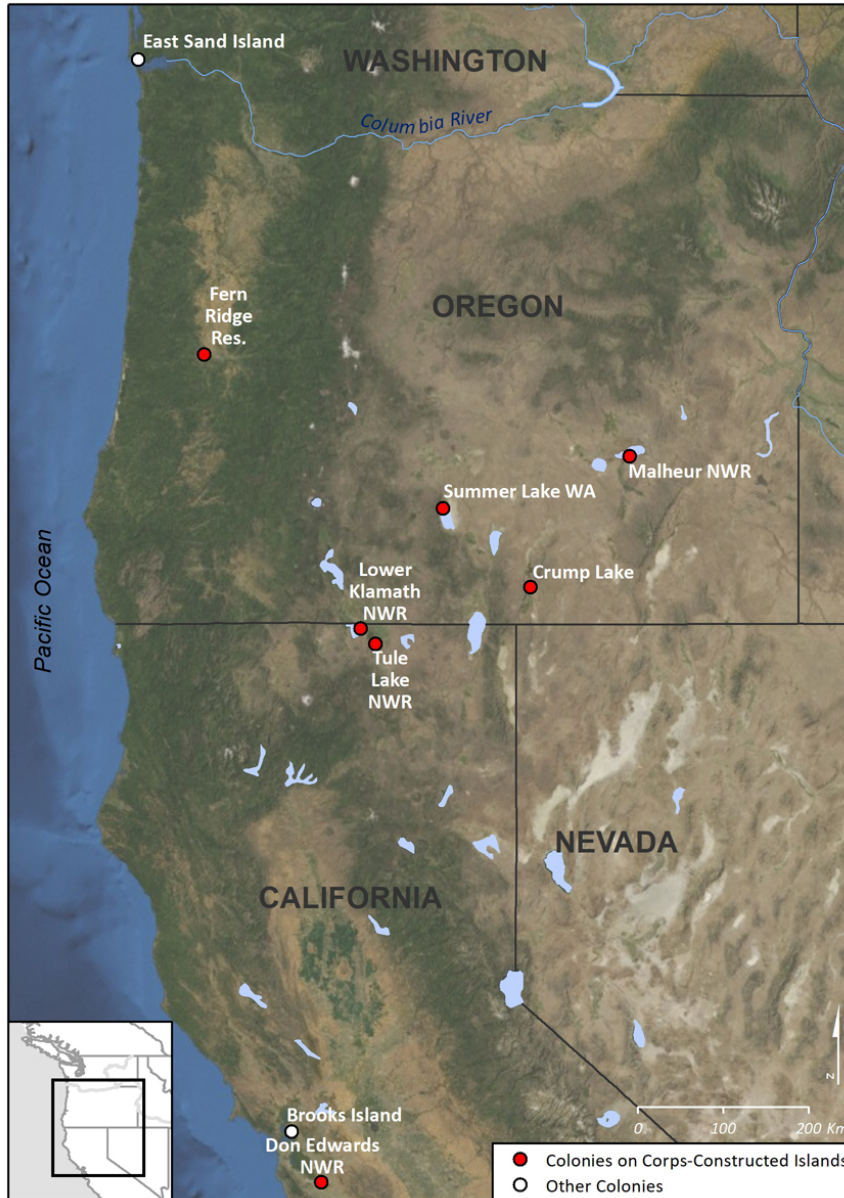 East Sand Island
WASHINGTON
Columbia River
Fern
Ridge
Res.
OREGON
Malheur NWR
Summer Lake WA
Crump Lake
Lower
Klamath
NWR
Tule
Lake
NWR
Pacific Ocean
NEVADA
CALIFORNIA
Brooks Island
Don Edwards
NWR
N
0 100 200 Km
Colonies on Corps-Constructed Islands
Other Colonies